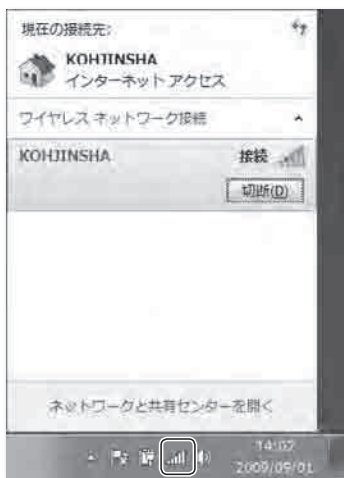 現在の接続先:
KOHJINSHA
インターネット アクセス
ワイヤレス ネットワーク接続
KOHJINSHA 接続
切断(D)
ネットワークと共有センターを開く
14:02
2009/09/01